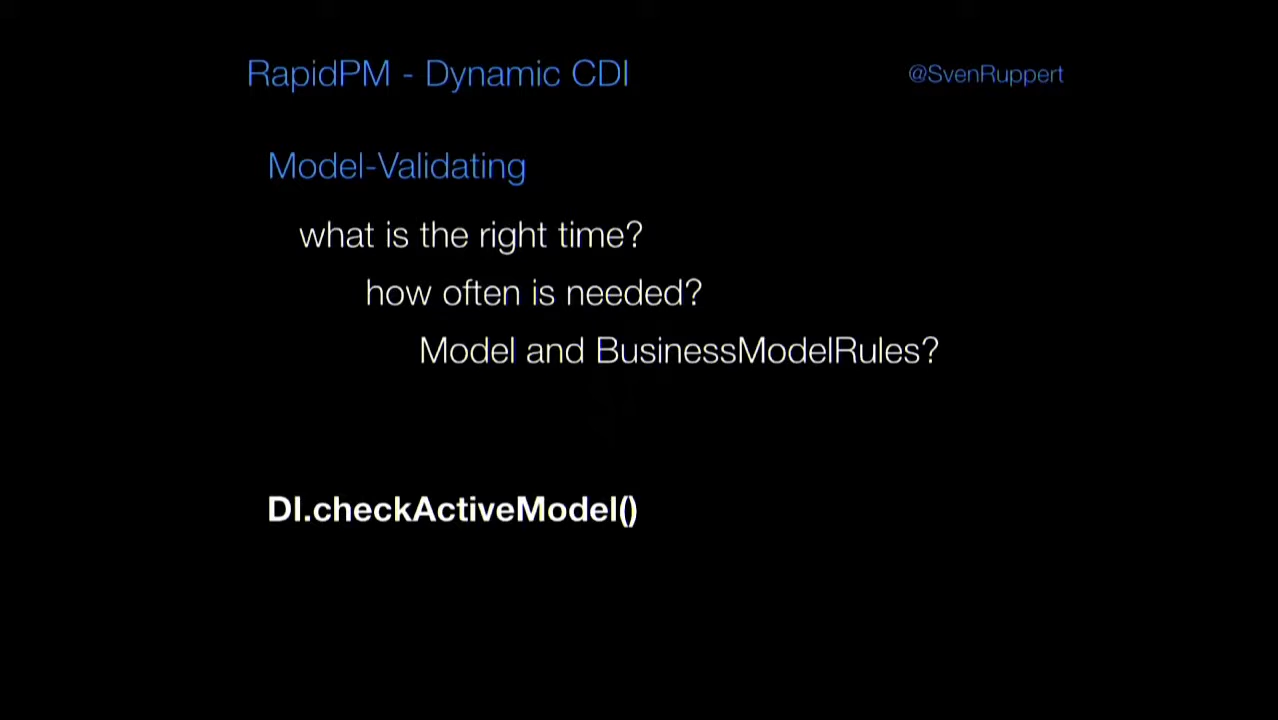 RapidPM - Dynamic CDI
@SvenRuppert
Model-Validating
what is the right time?
how often is needed?
Model and BusinessModelRules?
DI.checkActiveModel()